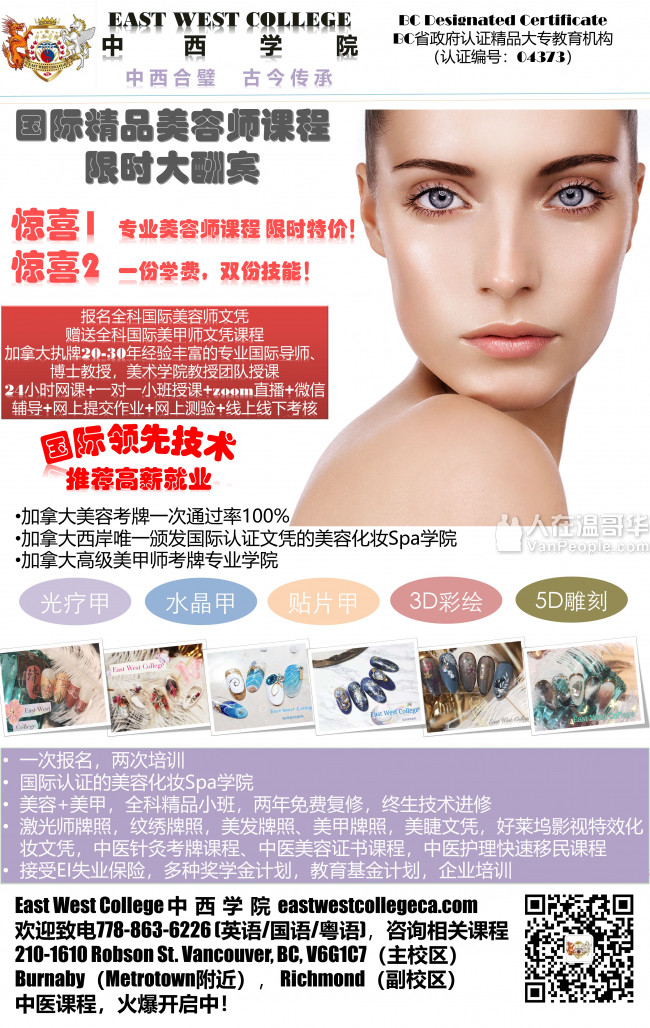 EAST WEST COLLEGE
中 西 学 院
中西合璧 古今传承
BC Designated Certificate
BC省政府认证精品大专教育机构
(认证编号：04373)
国际精品美容师课程
限时大酬宾
惊喜1 专业美容师课程 限时特价！
惊喜2 一份学费，双份技能！
报名全科国际美容师文凭
赠送全科国际美甲师文凭课程
加拿大执牌20-30年经验丰富的专业国际导师、
博士教授，美术学院教授团队授课
24小时网课+一对一小班授课+zoom直播+微信
辅导+网上提交作业+网上测验+线上线下考核
国际领先技术
推荐高薪就业
•加拿大美容考牌一次通过率100%
•加拿大西岸唯一颁发国际认证文凭的美容化妆Spa学院
•加拿大高级美甲师考牌专业学院
人在温哥华
VanPeople.com
光疗甲 水晶甲 贴片甲 3D彩绘 5D雕刻
East West College
East West College
East West College
East West College
East West College
• 一次报名，两次培训
• 国际认证的美容化妆Spa学院
• 美容+美甲，全科精品小班，两年免费复修，终生技术进修
• 激光师牌照，纹绣牌照，美发牌照、美甲牌照，美睫文凭，好莱坞影视特效化
妆文凭，中医针灸考牌课程、中医美容证书课程，中医护理快速移民课程
• 接受EI失业保险，多种奖学金计划，教育基金计划，企业培训
East West College 中 西 学 院 eastwestcollegeca.com
欢迎致电778-863-6226 (英语/国语/粤语)，咨询相关课程
210-1610 Robson St. Vancouver, BC, V6G1C7（主校区）
Burnaby（Metrotown附近），Richmond（副校区）
中医课程，火爆开启中！